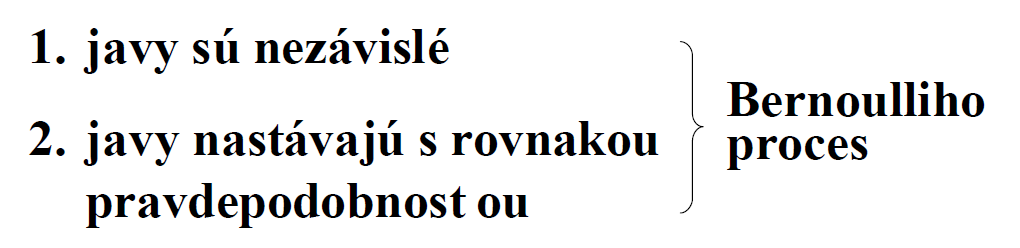 1. javy sú nezávislé
2. javy nastávajú s rovnakou
pravdepodobnost ou
Bernoulliho
proces